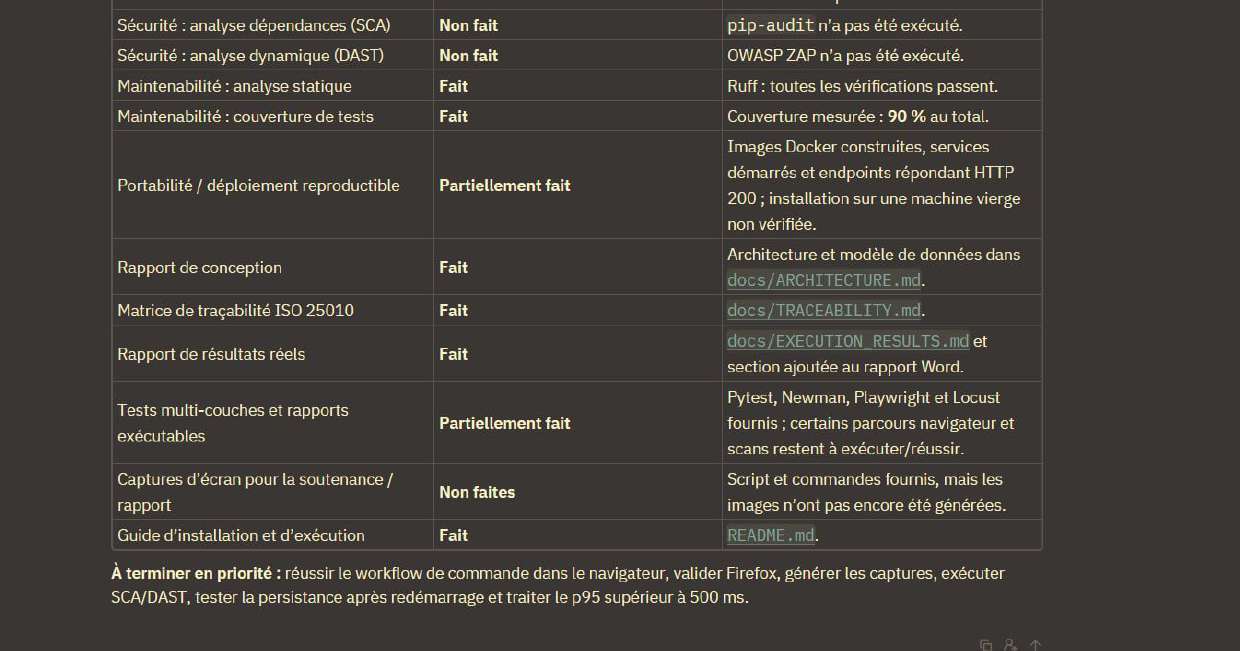 Sécurité : analyse dépendances (SCA) Non fait pip-audit n’a pas été exécuté.
Sécurité : analyse dynamique (DAST) Non fait OWASP ZAP n’a pas été exécuté.
Maintenabilité : analyse statique Fait Ruff : toutes les vérifications passent.
Maintenabilité : couverture de tests Fait Couverture mesurée : 90 % au total.
Portabilité / déploiement reproductible Partiellement fait
Images Docker construites, services
démarrés et endpoints répondant HTTP
200 ; installation sur une machine vierge
non vérifiée.
Rapport de conception Fait
Architecture et modèle de données dans
docs/ARCHITECTURE.md.
Matrice de traçabilité ISO 25010 Fait docs/TRACEABILITY.md.
Rapport de résultats réels Fait
docs/EXECUTION_RESULTS.md et
section ajoutée au rapport Word.
Tests multi-couches et rapports
exécutables
Partiellement fait
Pytest, Newman, Playwright et Locust
fournis ; certains parcours navigateur et
scans restent à exécuter/réussir.
Captures d’écran pour la soutenance /
rapport
Non faites
Script et commandes fournis, mais les
images n’ont pas encore été générées.
Guide d’installation et d’exécution Fait README.md.
À terminer en priorité : réussir le workflow de commande dans le navigateur, valider Firefox, générer les captures, exécuter
SCA/DAST, tester la persistance après redémarrage et traiter le p95 supérieur à 500 ms.